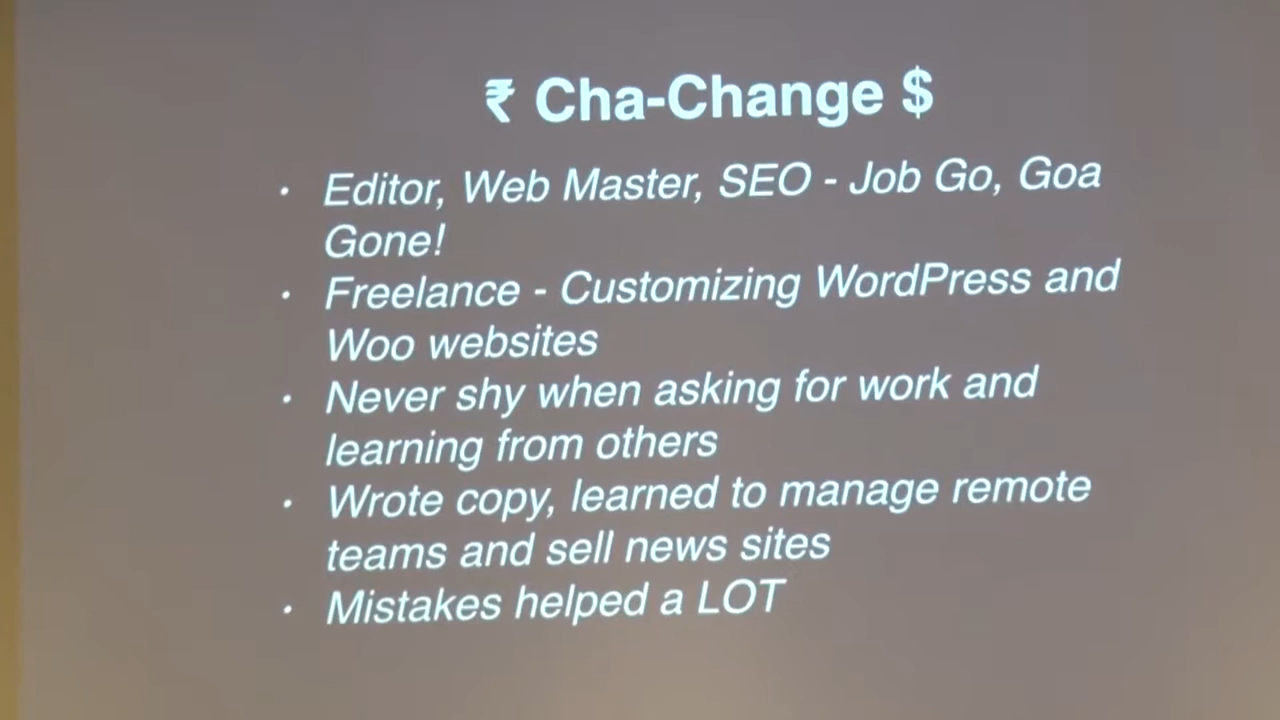 ₹ Cha-Change $
• Editor, Web Master, SEO - Job Go, Goa
Gone!
• Freelance - Customizing WordPress and
Woo websites
• Never shy when asking for work and
learning from others
• Wrote copy, learned to manage remote
teams and sell news sites
• Mistakes helped a LOT